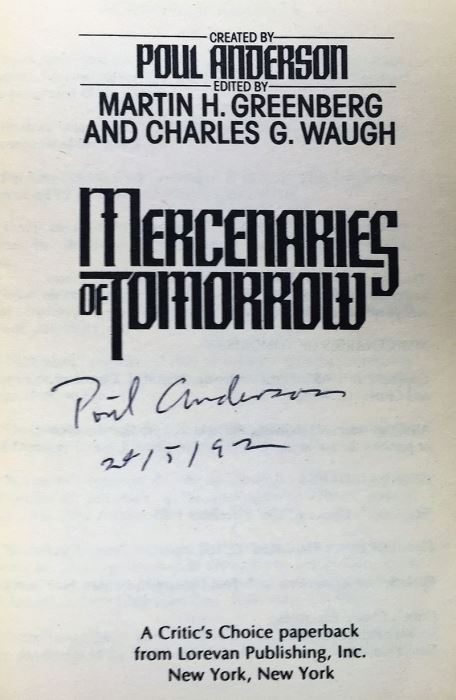 CREATED BY
POUL ANDERSON
EDITED BY
MARTIN H. GREENBERG
AND CHARLES G. WAUGH
MERCENARIES
OF TOMORROW
Poul Anderson
/5/92
A Critic's Choice paperback
from Lorevan Publishing, Inc.
New York, New York